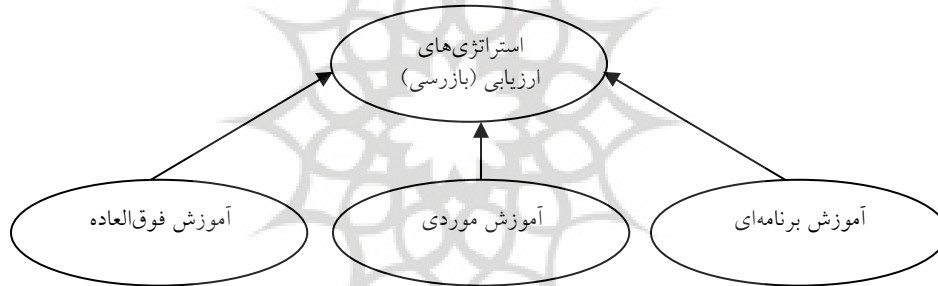 استراتژی‌های
ارزیابی (بازرسی)
آموزش برنامه‌ای
آموزش موردی
آموزش فوق‌العاده